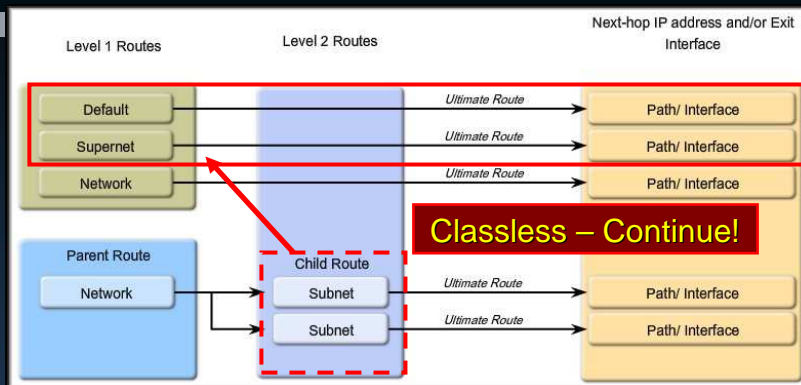 Level 1 Routes
Level 2 Routes
Next-hop IP address and/or Exit
Interface
Default
Ultimate Route
Path/ Interface
Supernet
Ultimate Route
Path/ Interface
Network
Ultimate Route
Path/ Interface
Classless – Continue!
Parent Route
Child Route
Network
Subnet
Ultimate Route
Path/ Interface
Subnet
Ultimate Route
Path/ Interface